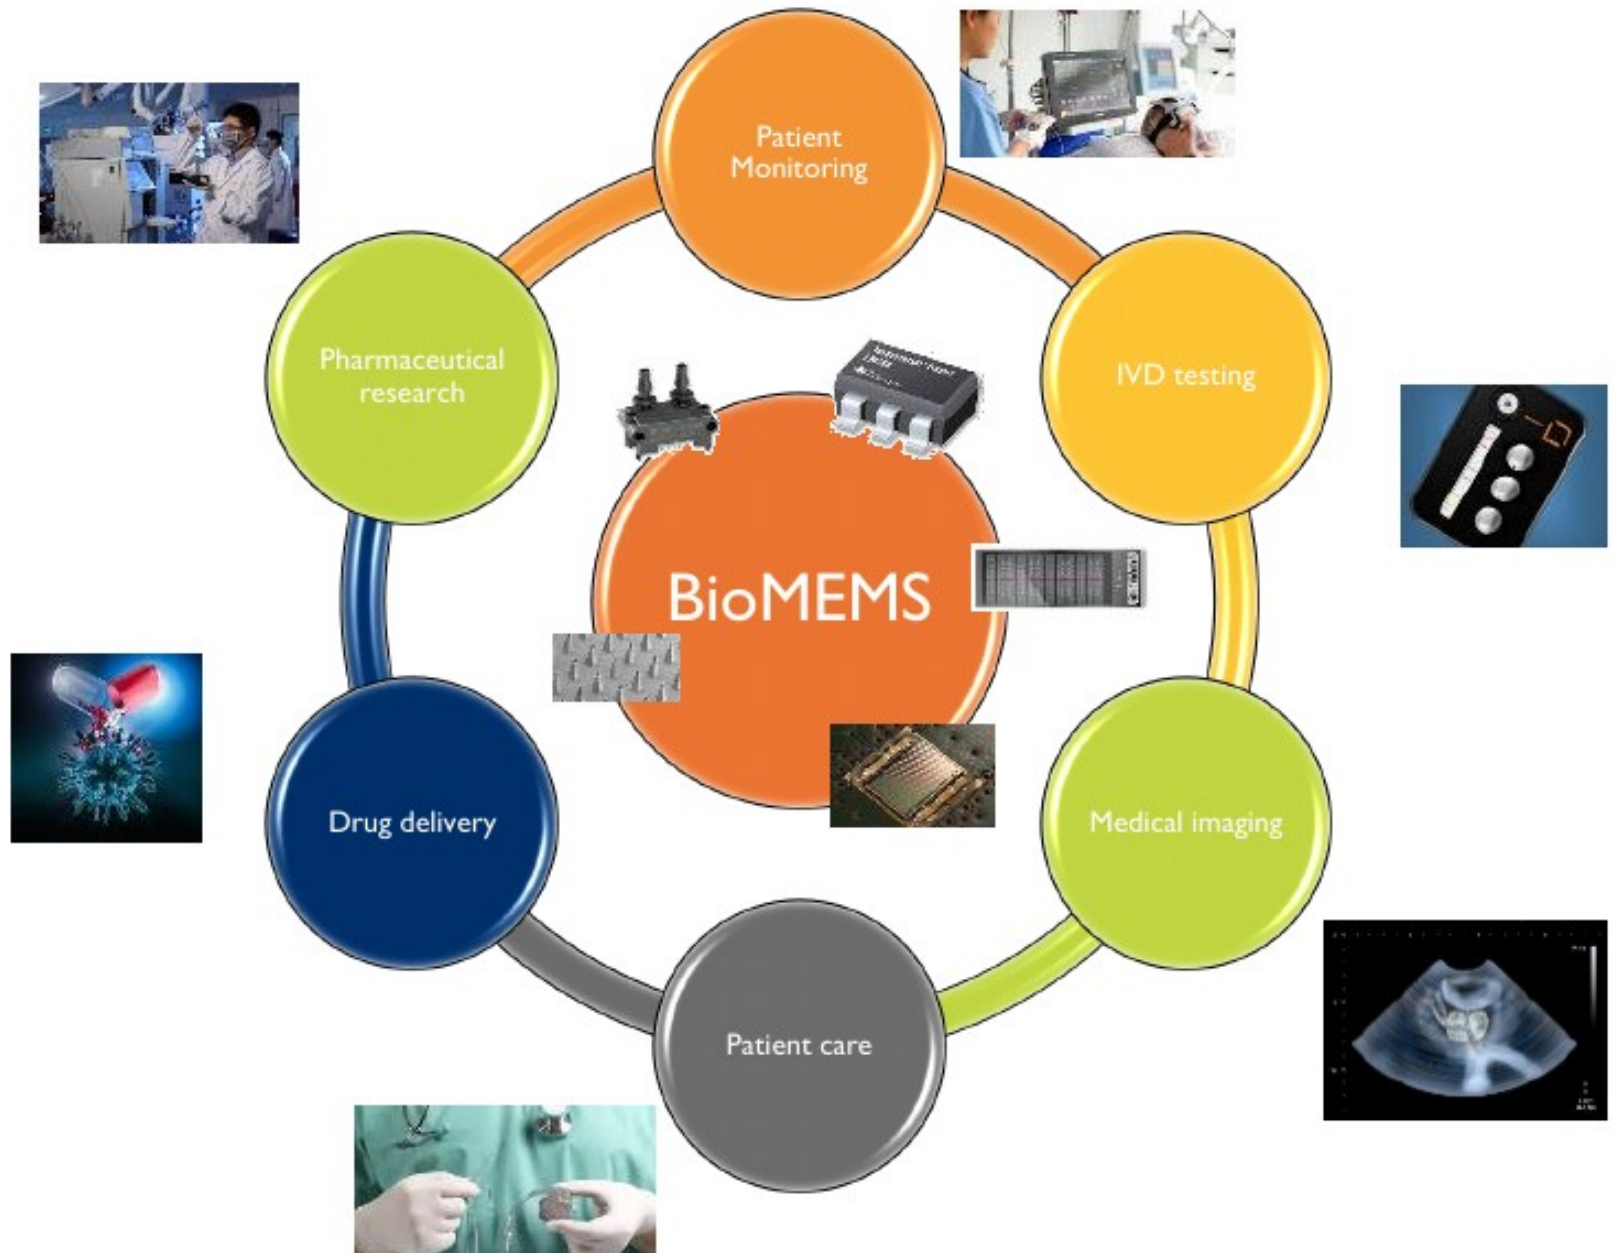 Patient
Monitoring
Pharmaceutical
research
IVD testing
BioMEMS
Drug delivery
Medical imaging
Patient care